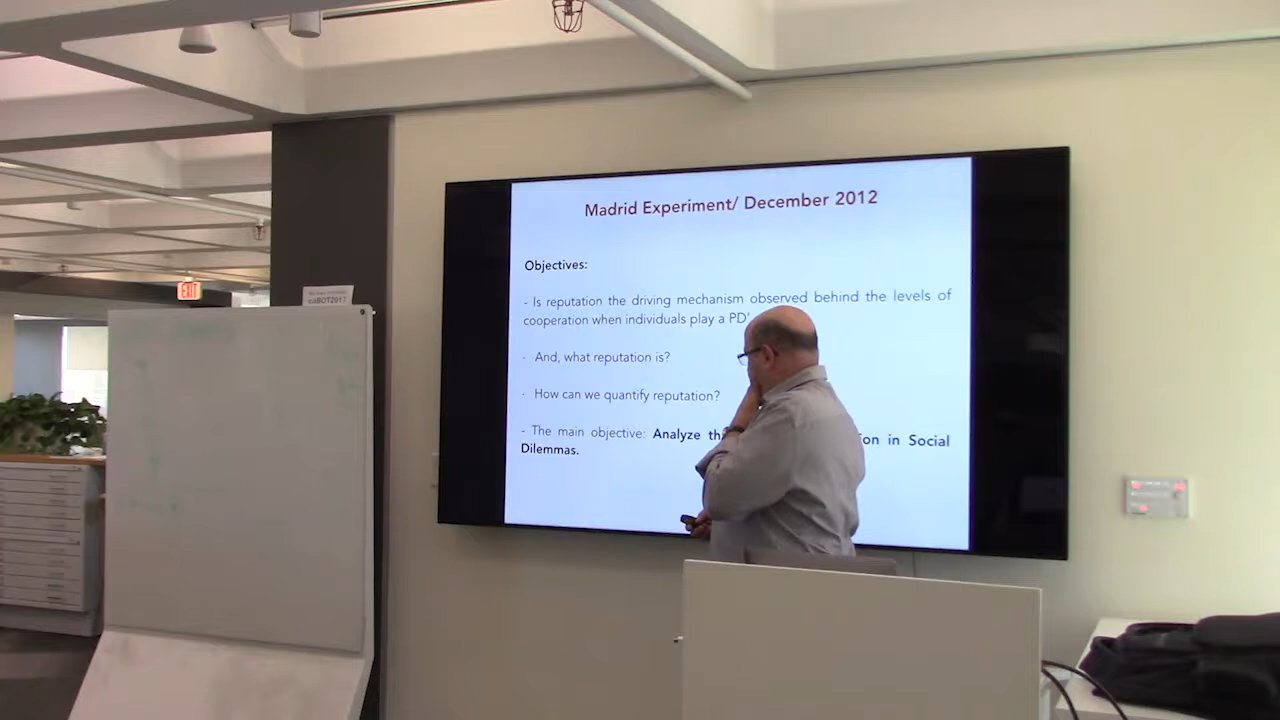 Madrid Experiment/ December 2012
Objectives:
- Is reputation the driving mechanism observed behind the levels of
cooperation when individuals play a PD'
- And, what reputation is?
- How can we quantify reputation?
- The main objective: Analyze th ion in Social
Dilemmas.
EXIT